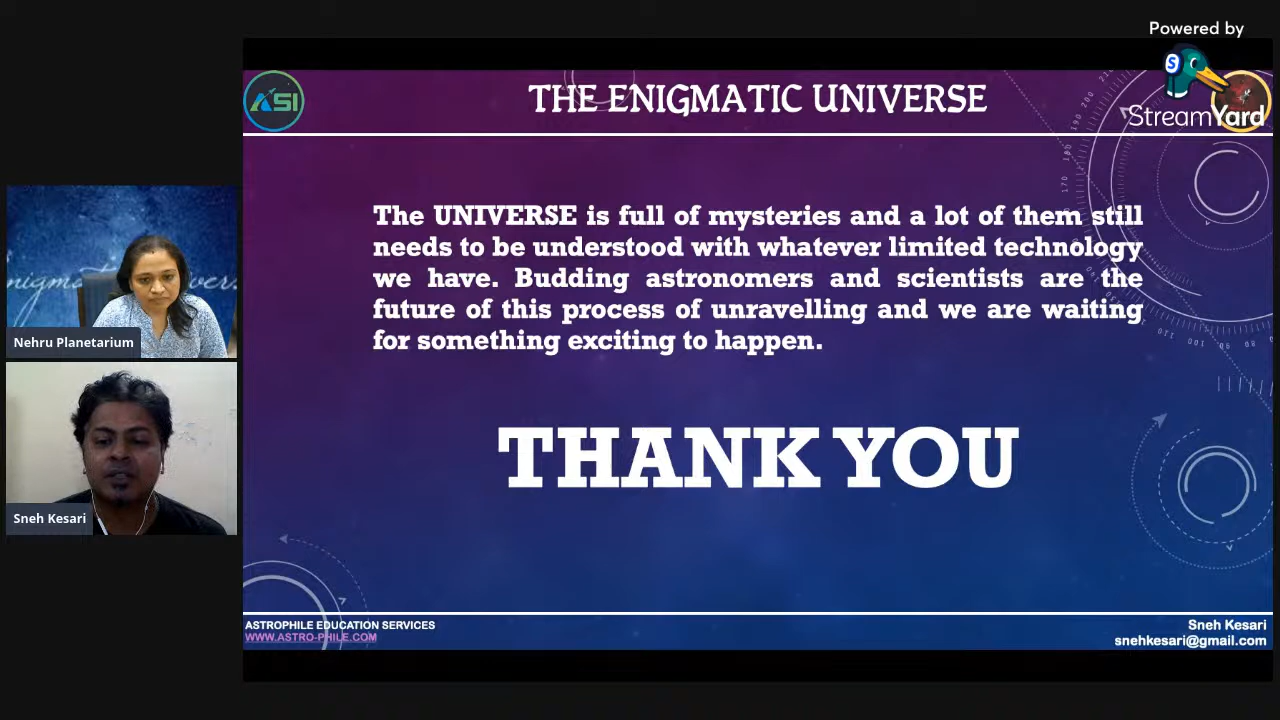 Powered by
StreamYard
ASI
THE ENIGMATIC UNIVERSE
The UNIVERSE is full of mysteries and a lot of them still
needs to be understood with whatever limited technology
we have. Budding astronomers and scientists are the
future of this process of unravelling and we are waiting
for something exciting to happen.
THANK YOU
Nehru Planetarium
Sneh Kesari
ASTROPHILE EDUCATION SERVICES
WWW.ASTRO-PHILE.COM
Sneh Kesari
snehkesari@gmail.com